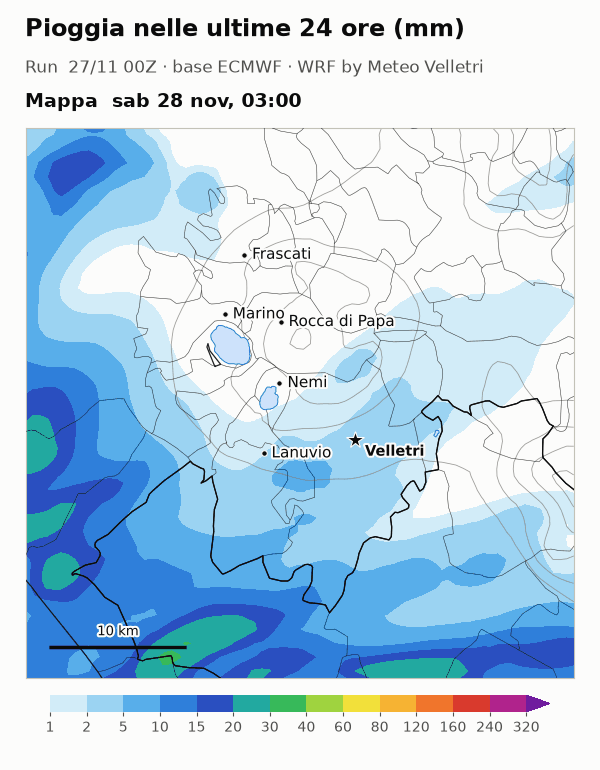 Pioggia nelle ultime 24 ore (mm)
Run 27/11 00Z · base ECMWF · WRF by Meteo Velletri
Mappa sab 28 nov, 03:00
Frascati
Marino
Rocca di Papa
Nemi
Velletri
Lanuvio
10 km
1 2 5 10 15 20 30 40 60 80 120 160 240 320